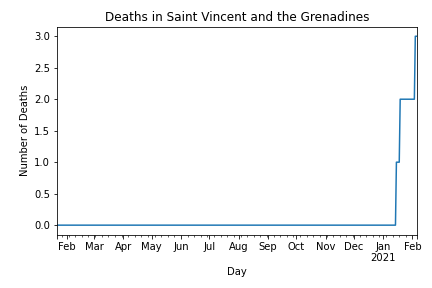 Deaths in Saint Vincent and the Grenadines
3.0
2.5
2.0
1.5
1.0
0.5
0.0
Number of Deaths
Feb Mar Apr May Jun Jul Aug Sep Oct Nov Dec Jan Feb
2021
Day